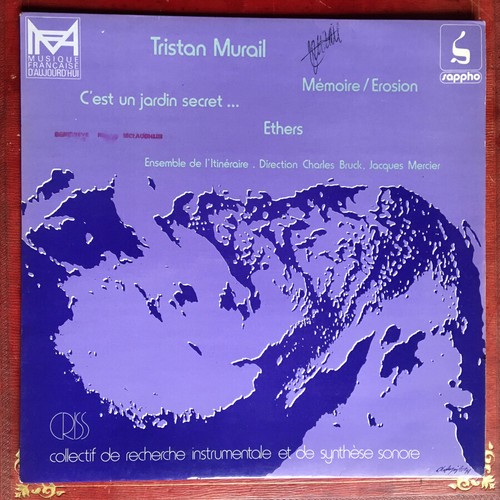 MFA
MUSIQUE
FRANÇAISE
D'AUJOURD'HUI
Tristan Murail
sappho
Mémoire/Erosion
C'est un jardin secret ...
Ethers
Ensemble de l'Itinéraire . Direction Charles Bruck, Jacques Mercier
CRISS
collectif de recherche instrumentale et de synthèse sonore